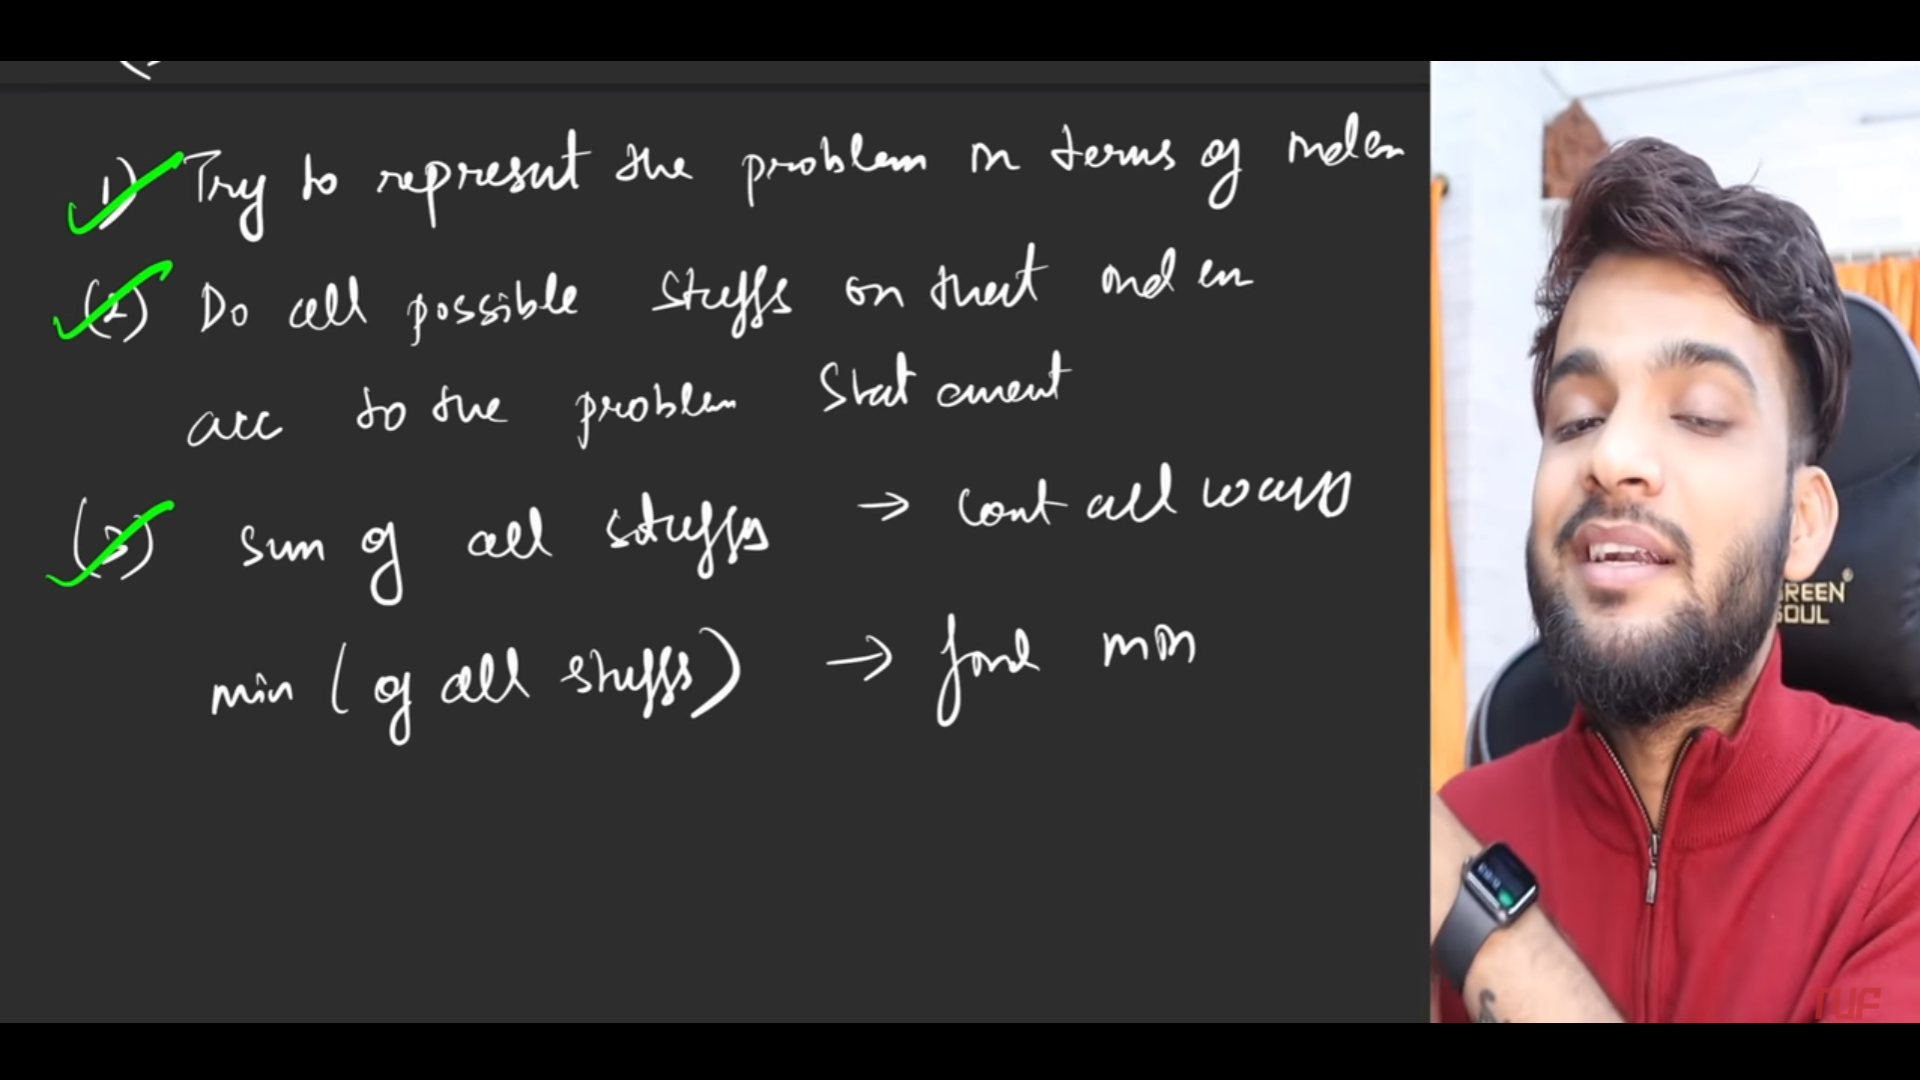 1) Try to represent the problem in terms of index
(2) Do all possible stuffs on that index
acc to the problem statement
(3) sum of all stuffs → count all ways
min (of all stuffs) → find min
GREEN
SOUL
TUF